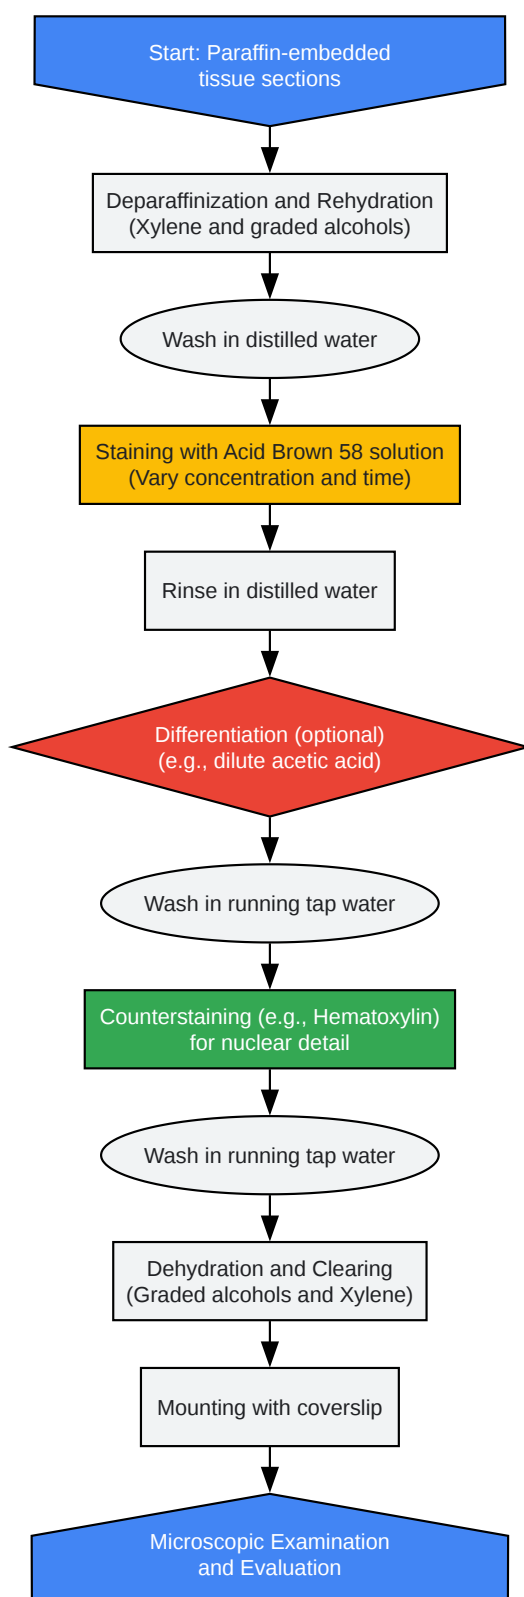 Start: Paraffin-embedded
tissue sections
Deparaffinization and Rehydration
(Xylene and graded alcohols)
Wash in distilled water
Staining with Acid Brown 58 solution
(Vary concentration and time)
Rinse in distilled water
Differentiation (optional)
(e.g., dilute acetic acid)
Wash in running tap water
Counterstaining (e.g., Hematoxylin)
for nuclear detail
Wash in running tap water
Dehydration and Clearing
(Graded alcohols and Xylene)
Mounting with coverslip
Microscopic Examination
and Evaluation